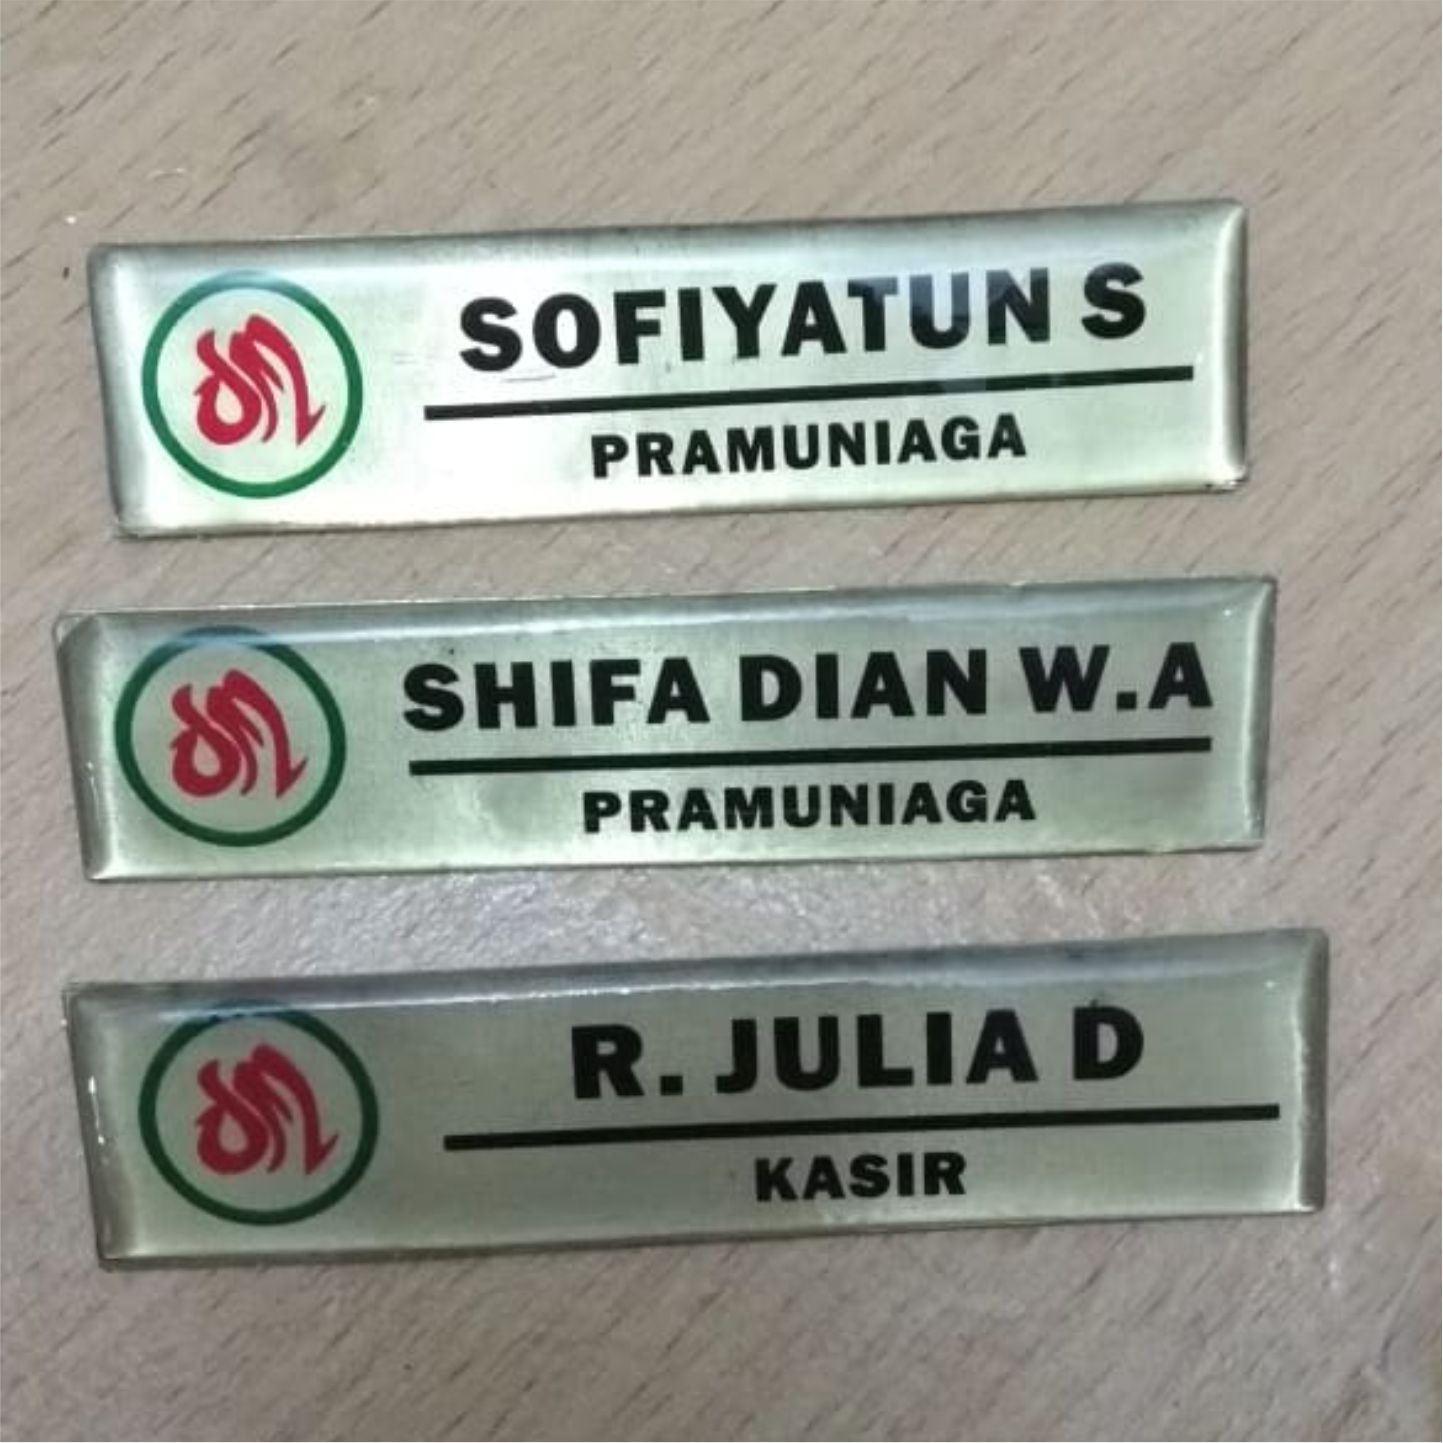 SOFIYATUN S
PRAMUNIAGA
SHIFA DIAN W.A
PRAMUNIAGA
R. JULIA D
KASIR